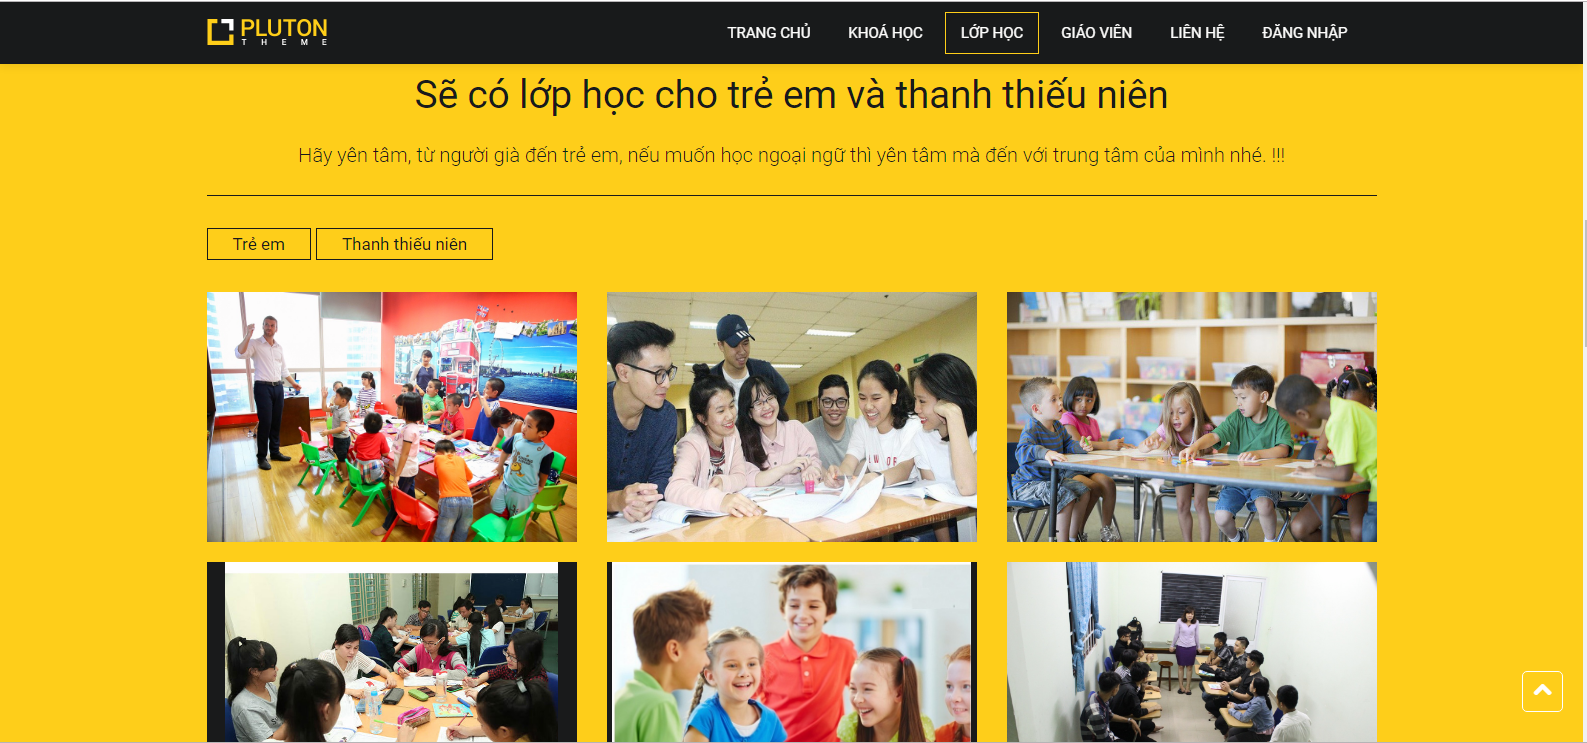 PLUTON
THEME
TRANG CHỦ
KHOÁ HỌC
LỚP HỌC
GIÁO VIÊN
LIÊN HỆ
ĐĂNG NHẬP
Sẽ có lớp học cho trẻ em và thanh thiếu niên
Hãy yên tâm, từ người già đến trẻ em, nếu muốn học ngoại ngữ thì yên tâm mà đến với trung tâm của mình nhé. !!!
Trẻ em
Thanh thiếu niên